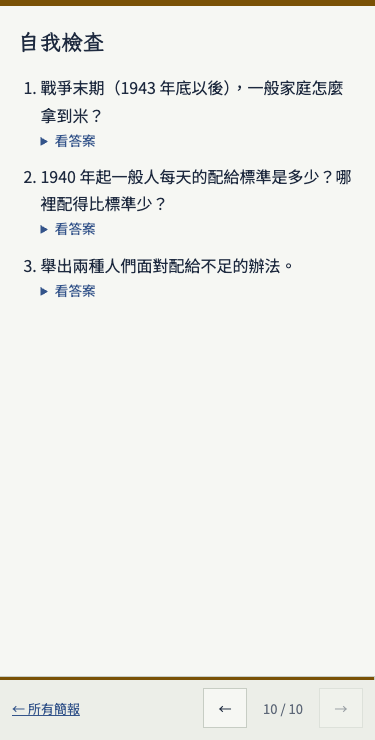 自我檢查
1. 戰爭末期（1943 年底以後），一般家庭怎麼
拿到米？
▶ 看答案
2. 1940 年起一般人每天的配給標準是多少？哪
裡配得比標準少？
▶ 看答案
3. 舉出兩種人們面對配給不足的辦法。
▶ 看答案
← 所有簡報
←
10 / 10
→